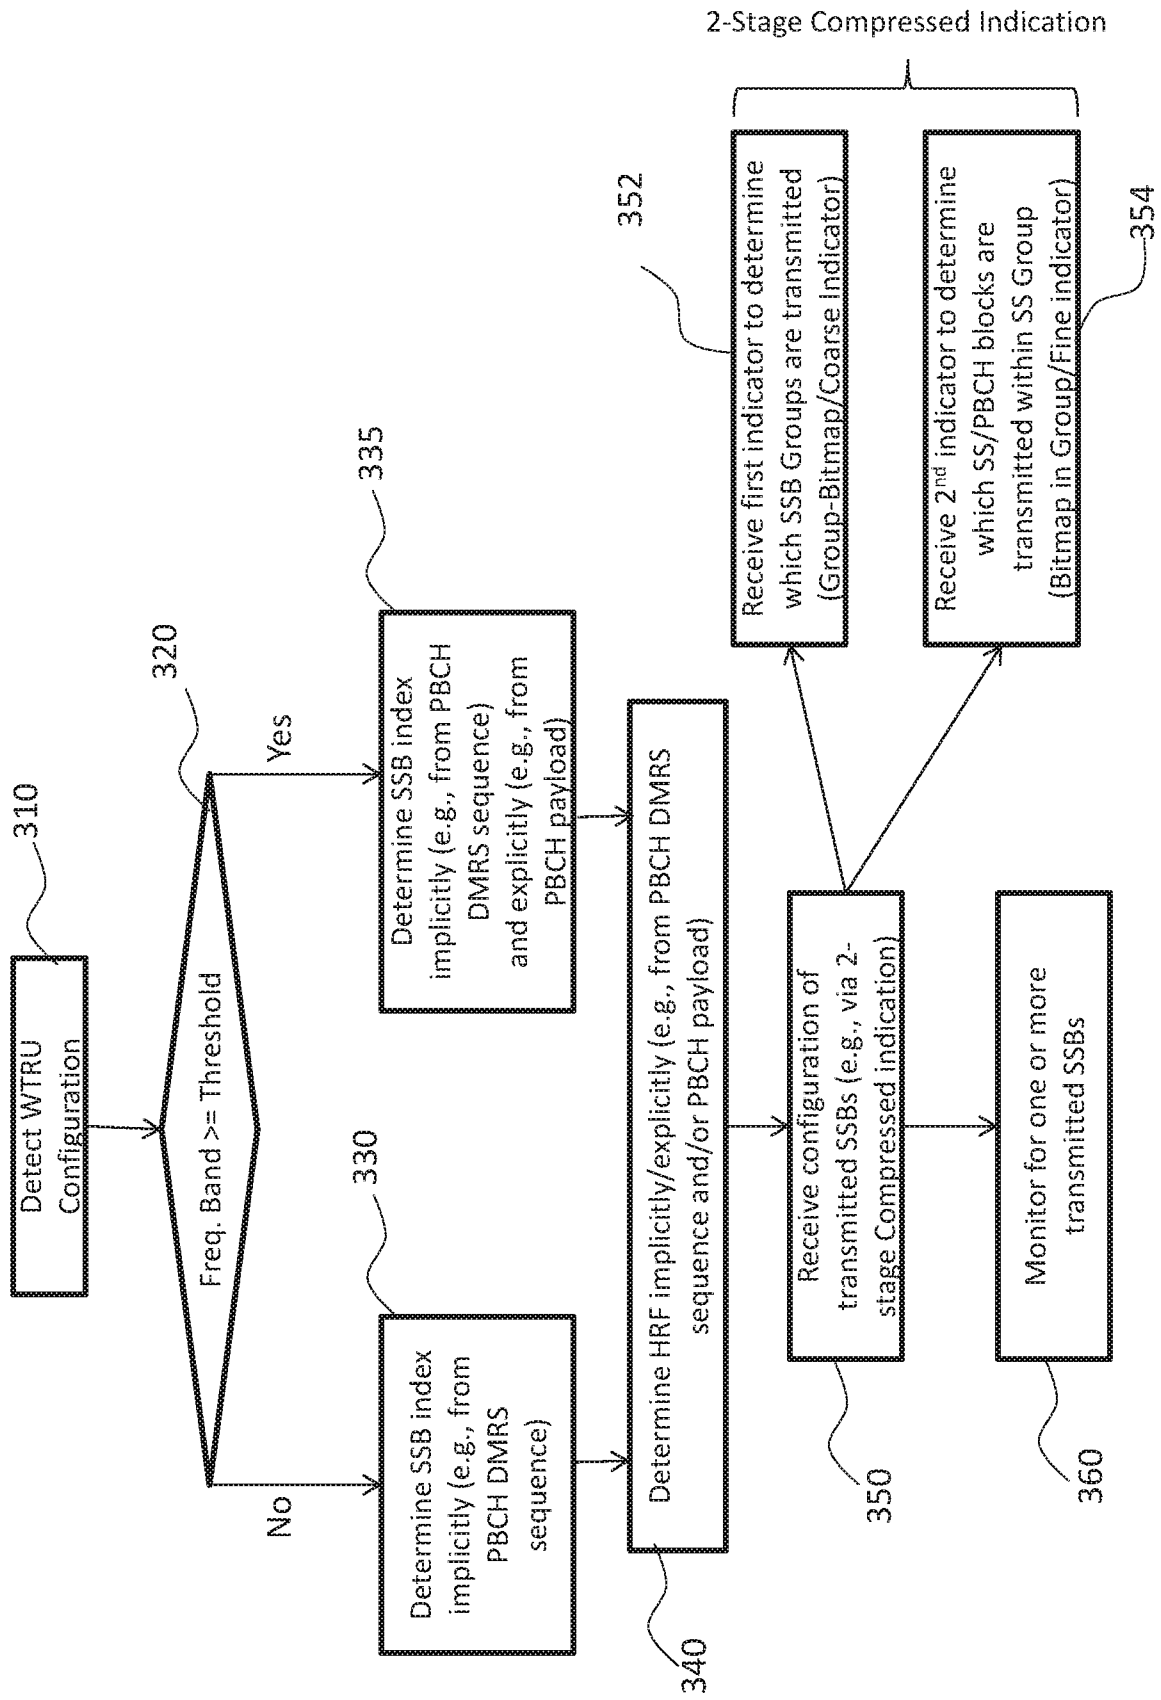 310
Detect WTRU
Configuration
320
Freq. Band >= Threshold
No
Yes
330
Determine SSB index
implicitly (e.g., from
PBCH DMRS
sequence)
335
Determine SSB index
implicitly (e.g., from PBCH
DMRS sequence)
and explicitly (e.g., from
PBCH payload)
340
Determine HRF implicitly/explicitly (e.g., from PBCH DMRS
sequence and/or PBCH payload)
350
Receive configuration of
transmitted SSBs (e.g., via 2-
stage Compressed indication)
360
Monitor for one or more
transmitted SSBs
352
Receive first indicator to determine
which SSB Groups are transmitted
(Group-Bitmap/Coarse Indicator)
354
Receive 2nd indicator to determine
which SS/PBCH blocks are
transmitted within SS Group
(Bitmap in Group/Fine indicator)
2-Stage Compressed Indication